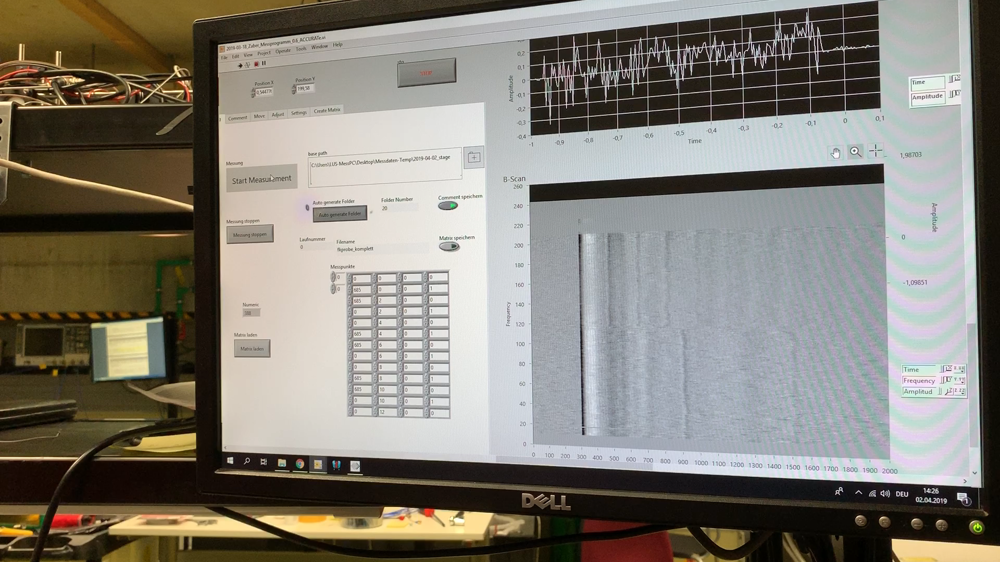 2019-03-18_Zaber_Messprogramm_0.6_ACCURATe.vi
File Edit View Project Operate Tools Window Help
sto
STOP
Position X
0,54477(
Position Y
199,58
Comment Move Adjust Settings Create Matrix
Messung
Start Measurement
base path
C:\Users\LUS-MessPC\Desktop\Messdaten-Temp\2019-04-02_stage
Auto generate Folder
Auto generate Folder
Folder Number
20
Comment speichern
Messung stoppen
Messung stoppen
Laufnummer
0
Filename
fkprobe_komplett
Matrix speichern
Messpunkte
0
0
0 0 0 0
685 0 0 1
685 2 0 0
0 2 0 1
0 4 0 0
685 4 0 1
685 6 0 0
0 6 0 1
0 8 0 0
685 8 0 1
685 10 0 0
0 10 0 1
0 12 0 0
Numeric
388
Matrix laden
Matrix laden
Amplitude
0,2
0,1
0
-0,1
-0,2
-0,3
-0,4
-1 -0,9 -0,8 -0,7 -0,6 -0,5 -0,4 -0,3 -0,2 -0,1 0 0,1
Time
Time
Amplitude
B-Scan
260
240
220
200
180
160
140
120
100
80
60
40
20
0
Frequency
0 100 200 300 400 500 600 700 800 900 1000 1100 1200 1300 1400 1500 1600 1700 1800 1900 2000
1,98703
Amplitude
0
-1,09851
Time
Frequency
Amplitud
DEU
14:26
02.04.2019
1
DELL